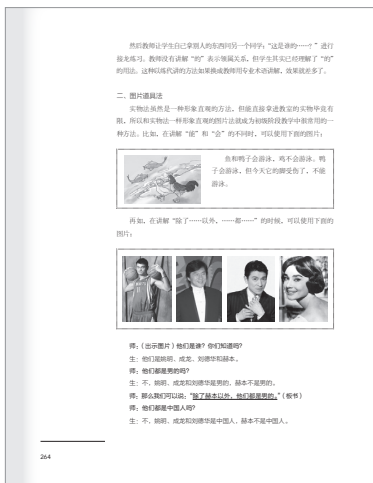 然后教师让学生自己拿别人的东西问另一个同学：“这是谁的……？”进行
接龙练习。教师没有讲解“的”表示领属关系，但学生其实已经理解了“的”
的用法。这种以练代讲的方法如果换成教师用专业术语讲解，效果就差多了。
二、图片道具法
实物法虽然是一种形象直观的方法，但能直接拿进教室的实物毕竟有
限，所以和实物法一样形象直观的图片法就成为初级阶段教学中很常用的一
种方法。比如，在讲解“能”和“会”的不同时，可以使用下面的图片：
鱼和鸭子会游泳，鸡不会游泳。鸭
子会游泳，但今天它的脚受伤了，不能
游泳。
再如，在讲解“除了……以外，……都……”的时候，可以使用下面的
图片：
师：（出示图片）他们是谁？你们知道吗？
生：他们是姚明、成龙、刘德华和赫本。
师：他们都是男的吗？
生：不，姚明、成龙和刘德华是男的，赫本不是男的。
师：那么我们可以说：“除了赫本以外，他们都是男的。”（板书）
师：他们都是中国人吗？
生：不，姚明、成龙和刘德华是中国人，赫本不是中国人。
264